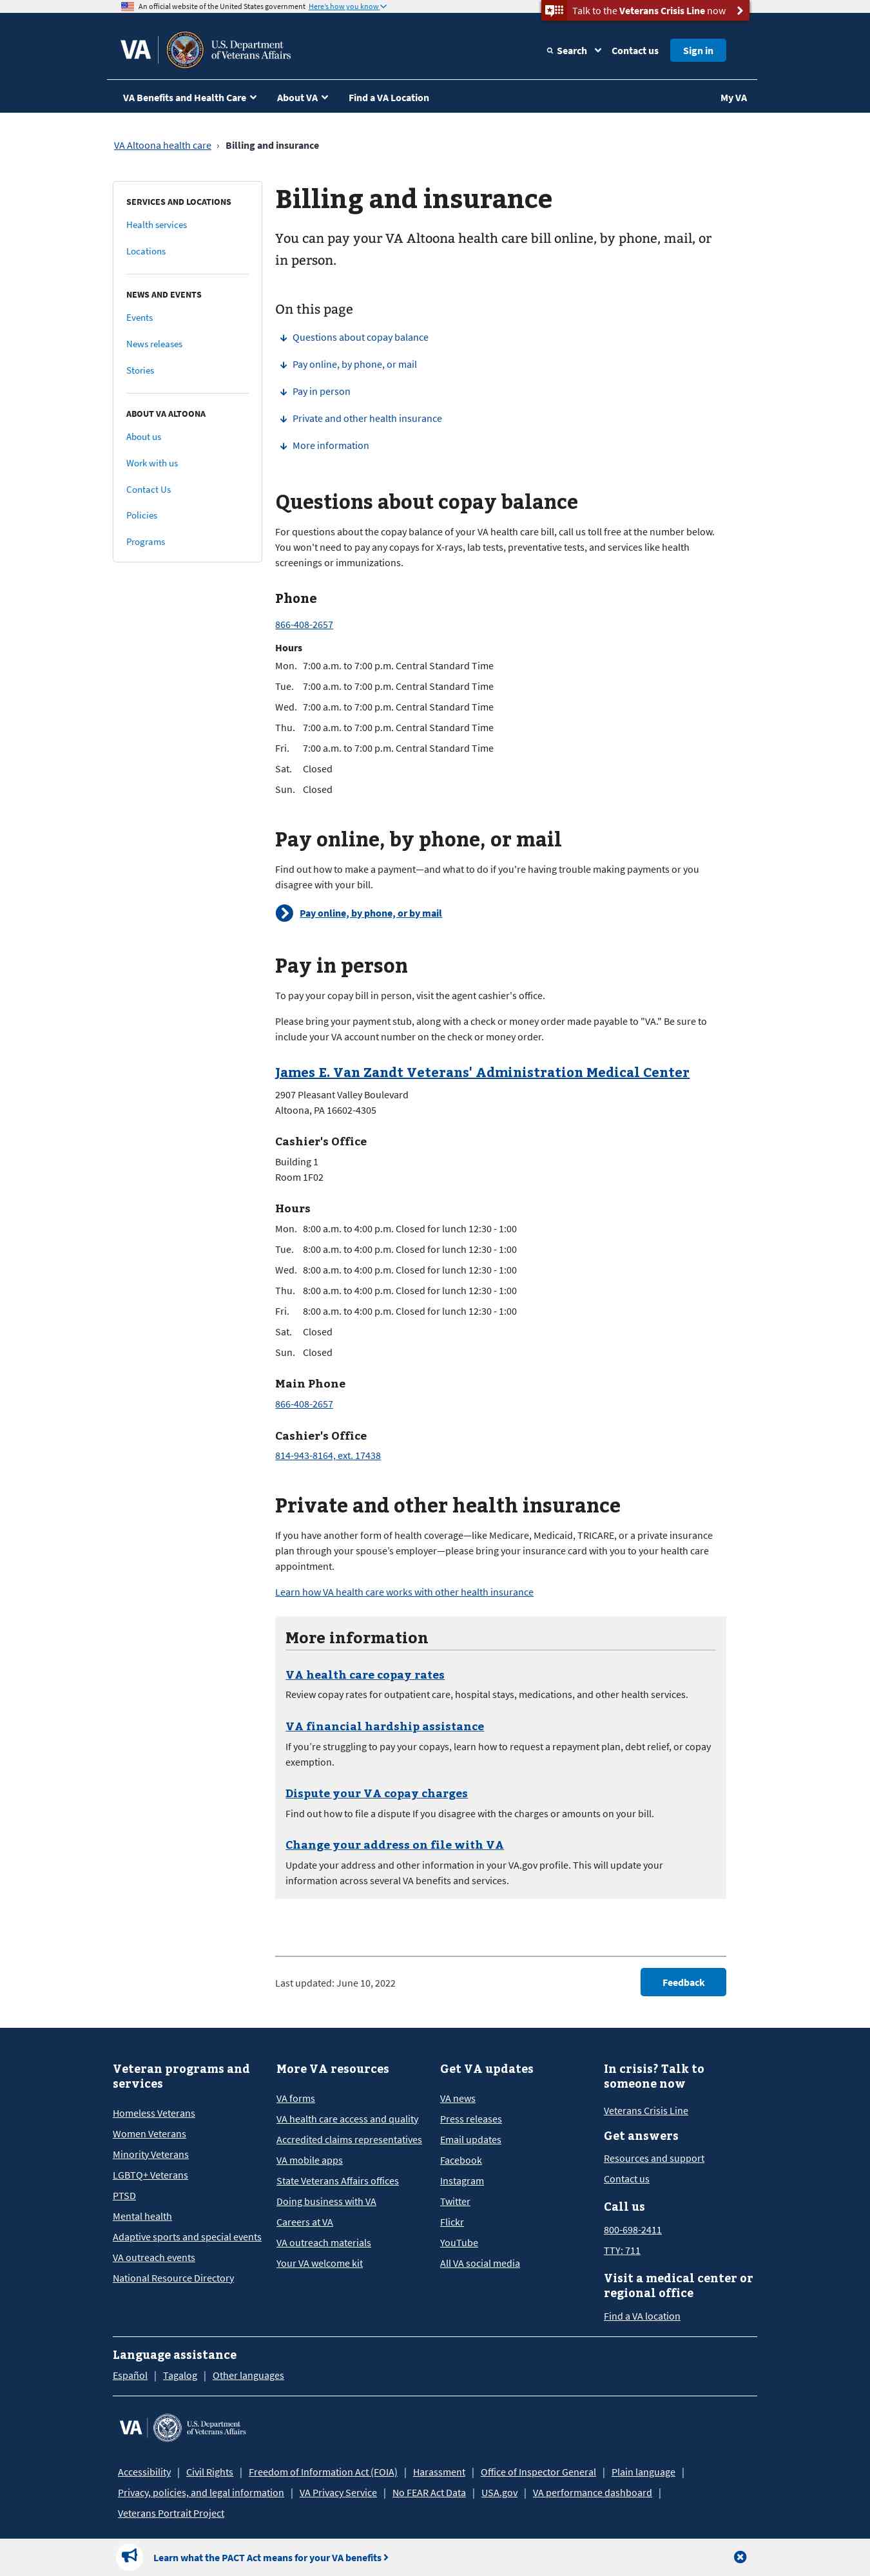 An official website of the United States government Here's how you know
Talk to the Veterans Crisis Line now
VA
U.S. Department
of Veterans Affairs
Search
Contact us
Sign in
VA Benefits and Health Care
About VA
Find a VA Location
My VA
VA Altoona health care › Billing and insurance
SERVICES AND LOCATIONS
Health services
Locations
NEWS AND EVENTS
Events
News releases
Stories
ABOUT VA ALTOONA
About us
Work with us
Contact Us
Policies
Programs
Billing and insurance
You can pay your VA Altoona health care bill online, by phone, mail, or
in person.
On this page
Questions about copay balance
Pay online, by phone, or mail
Pay in person
Private and other health insurance
More information
Questions about copay balance
For questions about the copay balance of your VA health care bill, call us toll free at the number below.
You won't need to pay any copays for X-rays, lab tests, preventative tests, and services like health
screenings or immunizations.
Phone
866-408-2657
Hours
Mon. 7:00 a.m. to 7:00 p.m. Central Standard Time
Tue. 7:00 a.m. to 7:00 p.m. Central Standard Time
Wed. 7:00 a.m. to 7:00 p.m. Central Standard Time
Thu. 7:00 a.m. to 7:00 p.m. Central Standard Time
Fri. 7:00 a.m. to 7:00 p.m. Central Standard Time
Sat. Closed
Sun. Closed
Pay online, by phone, or mail
Find out how to make a payment—and what to do if you're having trouble making payments or you
disagree with your bill.
Pay online, by phone, or by mail
Pay in person
To pay your copay bill in person, visit the agent cashier's office.
Please bring your payment stub, along with a check or money order made payable to "VA." Be sure to
include your VA account number on the check or money order.
James E. Van Zandt Veterans' Administration Medical Center
2907 Pleasant Valley Boulevard
Altoona, PA 16602-4305
Cashier's Office
Building 1
Room 1F02
Hours
Mon. 8:00 a.m. to 4:00 p.m. Closed for lunch 12:30 - 1:00
Tue. 8:00 a.m. to 4:00 p.m. Closed for lunch 12:30 - 1:00
Wed. 8:00 a.m. to 4:00 p.m. Closed for lunch 12:30 - 1:00
Thu. 8:00 a.m. to 4:00 p.m. Closed for lunch 12:30 - 1:00
Fri. 8:00 a.m. to 4:00 p.m. Closed for lunch 12:30 - 1:00
Sat. Closed
Sun. Closed
Main Phone
866-408-2657
Cashier's Office
814-943-8164, ext. 17438
Private and other health insurance
If you have another form of health coverage—like Medicare, Medicaid, TRICARE, or a private insurance
plan through your spouse's employer—please bring your insurance card with you to your health care
appointment.
Learn how VA health care works with other health insurance
More information
VA health care copay rates
Review copay rates for outpatient care, hospital stays, medications, and other health services.
VA financial hardship assistance
If you're struggling to pay your copays, learn how to request a repayment plan, debt relief, or copay
exemption.
Dispute your VA copay charges
Find out how to file a dispute If you disagree with the charges or amounts on your bill.
Change your address on file with VA
Update your address and other information in your VA.gov profile. This will update your
information across several VA benefits and services.
Last updated: June 10, 2022
Feedback
Veteran programs and
services
Homeless Veterans
Women Veterans
Minority Veterans
LGBTQ+ Veterans
PTSD
Mental health
Adaptive sports and special events
VA outreach events
National Resource Directory
More VA resources
VA forms
VA health care access and quality
Accredited claims representatives
VA mobile apps
State Veterans Affairs offices
Doing business with VA
Careers at VA
VA outreach materials
Your VA welcome kit
Get VA updates
VA news
Press releases
Email updates
Facebook
Instagram
Twitter
Flickr
YouTube
All VA social media
In crisis? Talk to
someone now
Veterans Crisis Line
Get answers
Resources and support
Contact us
Call us
800-698-2411
TTY: 711
Visit a medical center or
regional office
Find a VA location
Language assistance
Español | Tagalog | Other languages
VA
U.S. Department
of Veterans Affairs
Accessibility | Civil Rights | Freedom of Information Act (FOIA) | Harassment | Office of Inspector General | Plain language |
Privacy, policies, and legal information | VA Privacy Service | No FEAR Act Data | USA.gov | VA performance dashboard |
Veterans Portrait Project
Learn what the PACT Act means for your VA benefits